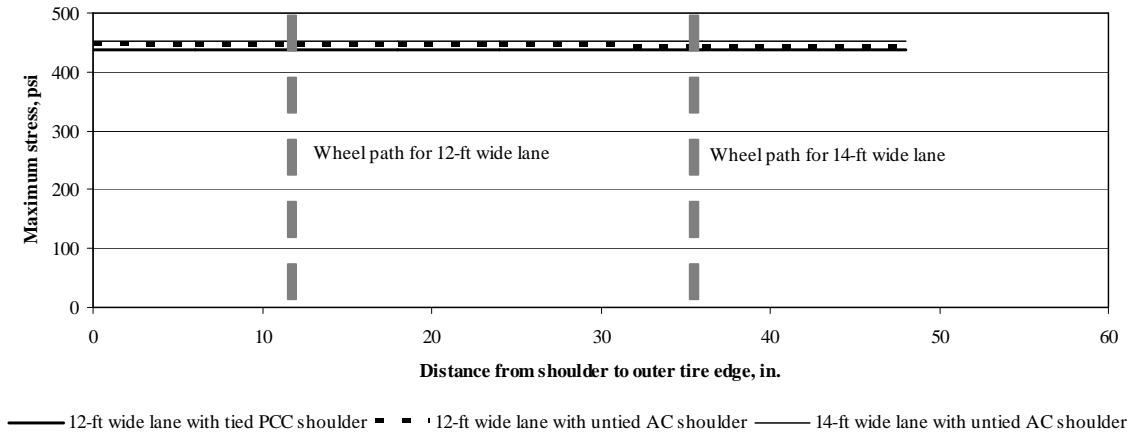 500
400
300
200
100
0
Maximum stress, psi
Wheel path for 12-ft wide lane
Wheel path for 14-ft wide lane
0 10 20 30 40 50 60
Distance from shoulder to outer tire edge, in.
12-ft wide lane with tied PCC shoulder 12-ft wide lane with untied AC shoulder 14-ft wide lane with untied AC shoulder